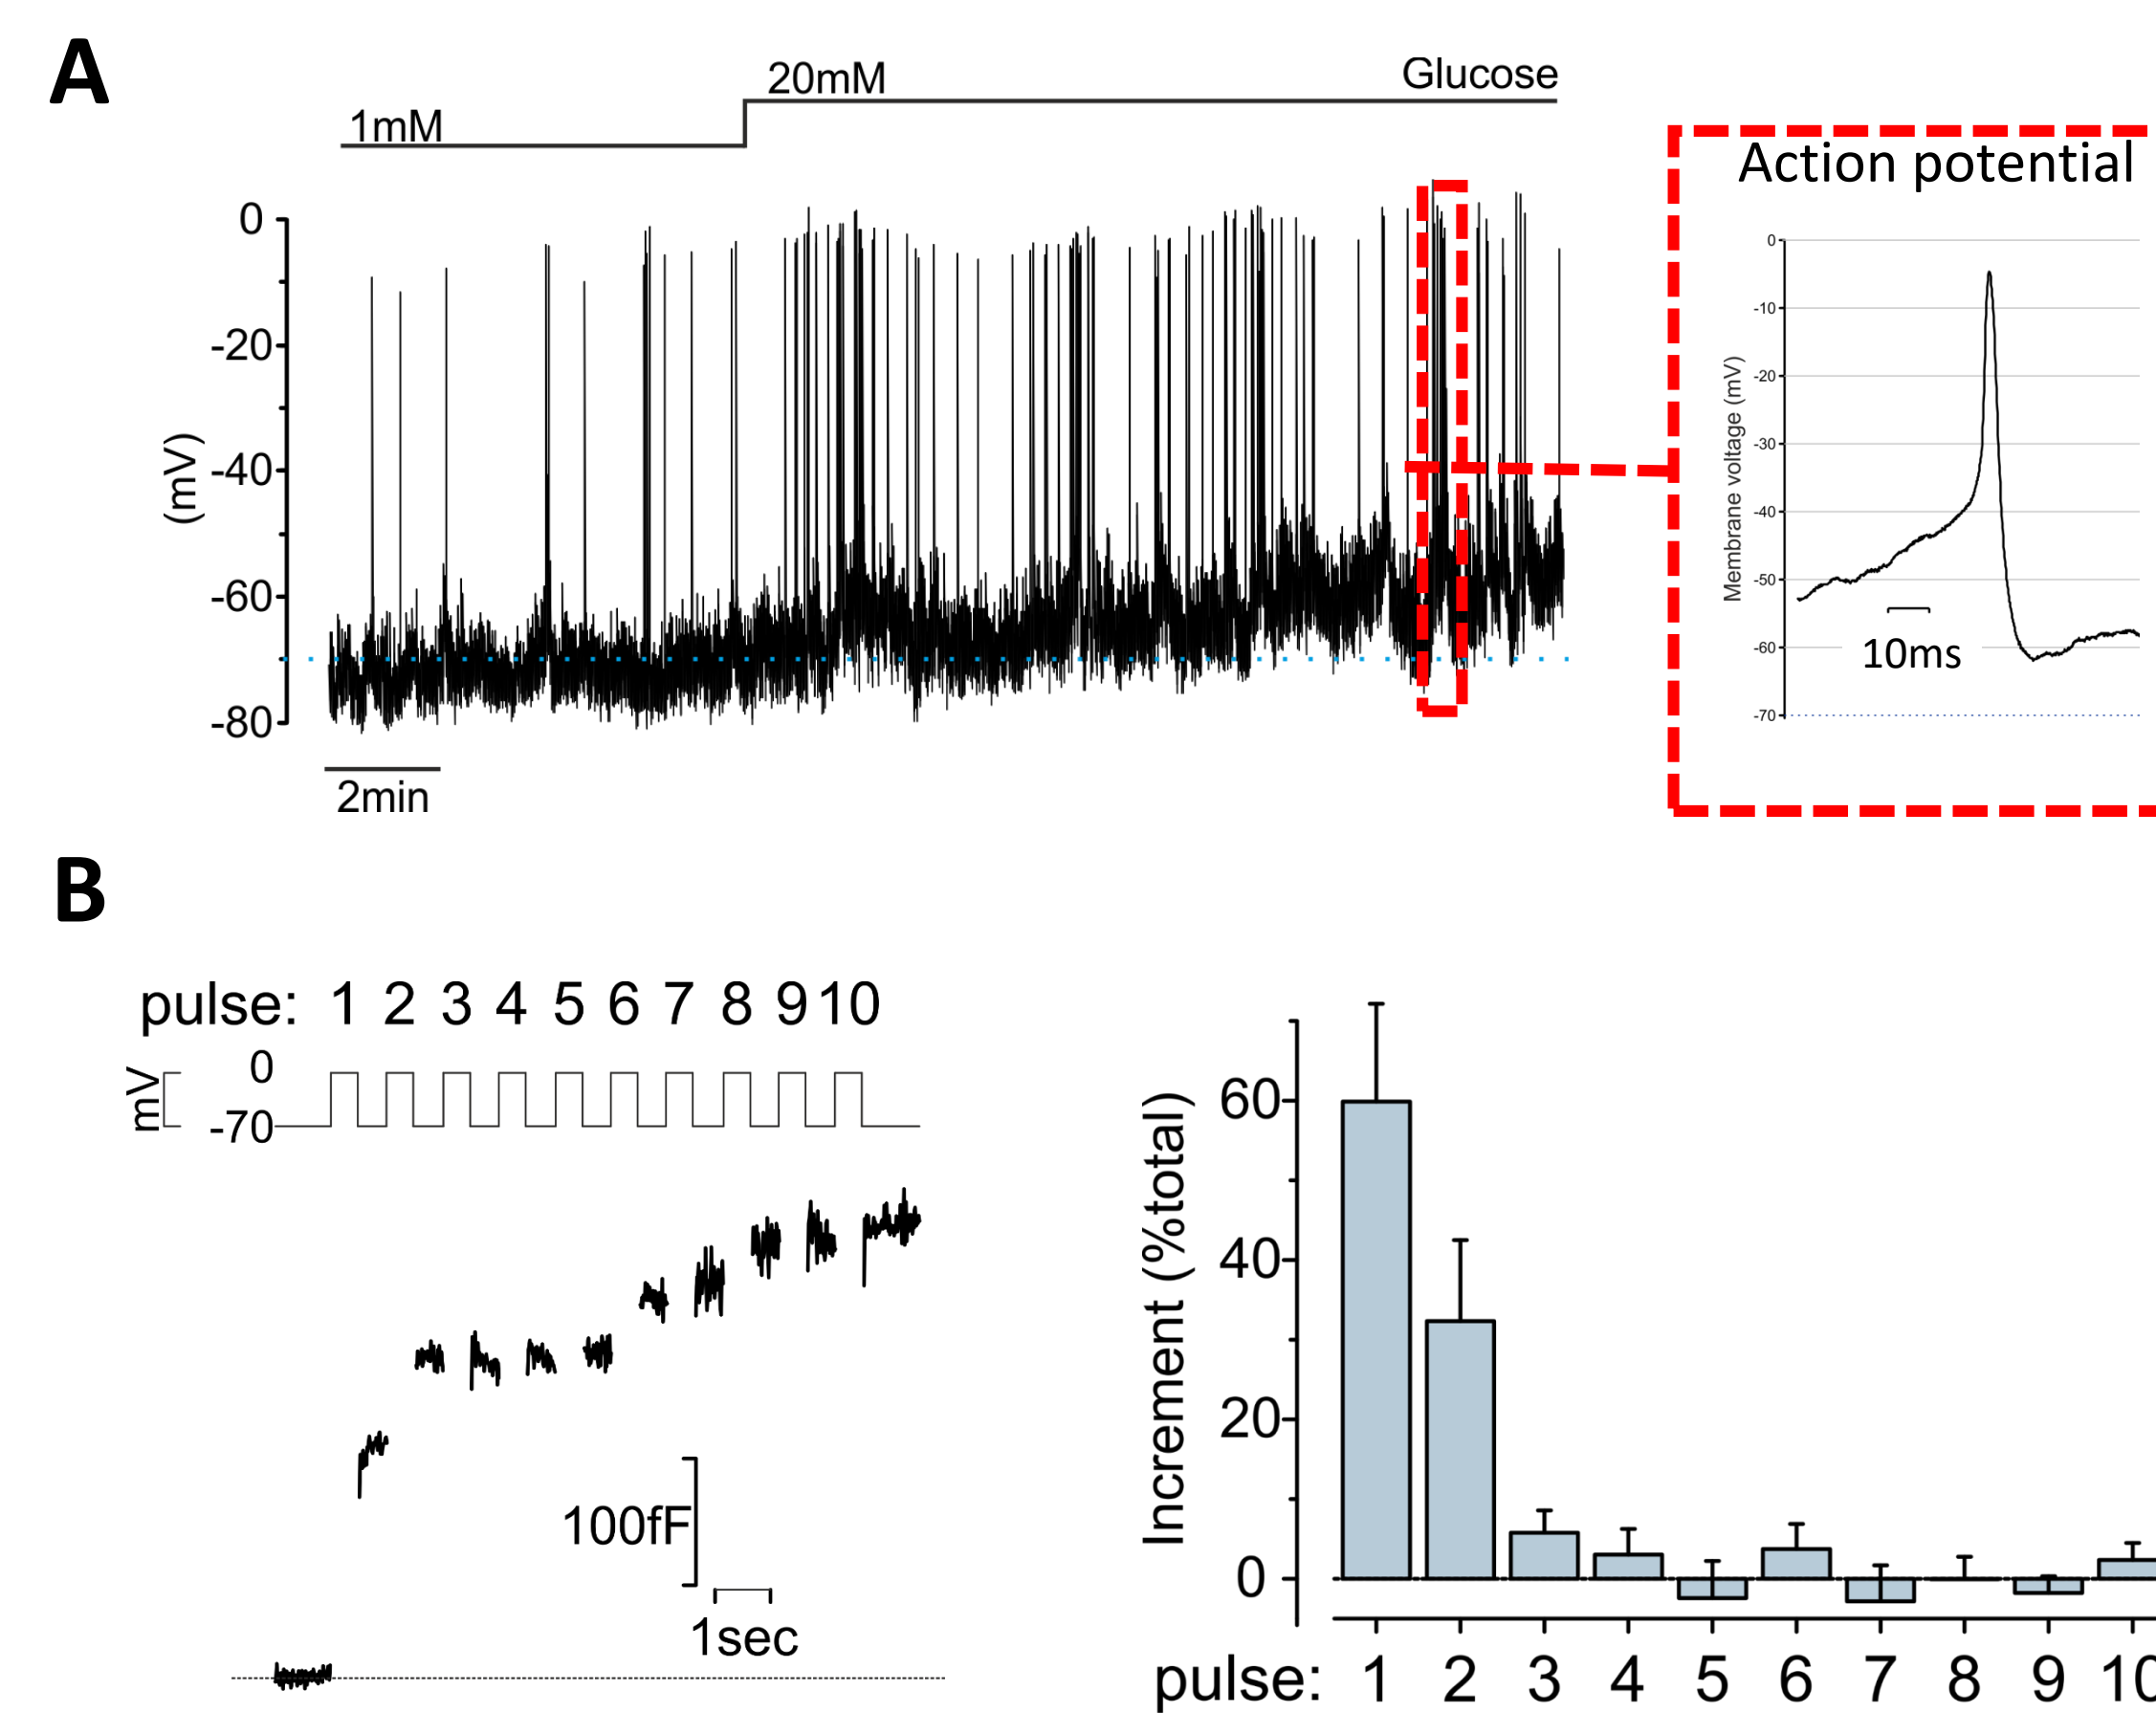 A
20mM
Glucose
1mM
Action potential
0
-20
-40
-60
-80
(mV)
2min
0
-10
-20
-30
-40
-50
-60
-70
Membrane voltage (mV)
10ms
B
pulse: 1 2 3 4 5 6 7 8 9 10
mV
0
-70
100fF
1sec
Increment (%total)
60
40
20
0
pulse: 1 2 3 4 5 6 7 8 9 10